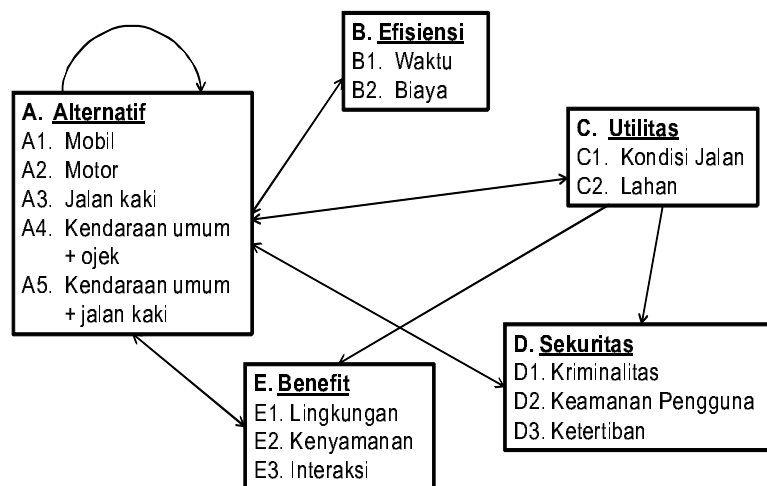 A. Alternatif
A1. Mobil
A2. Motor
A3. Jalan kaki
A4. Kendaraan umum
+ ojek
A5. Kendaraan umum
+ jalan kaki
B. Efisiensi
B1. Waktu
B2. Biaya
C. Utilitas
C1. Kondisi Jalan
C2. Lahan
D. Sekuritas
D1. Kriminalitas
D2. Keamanan Pengguna
D3. Ketertiban
E. Benefit
E1. Lingkungan
E2. Kenyamanan
E3. Interaksi